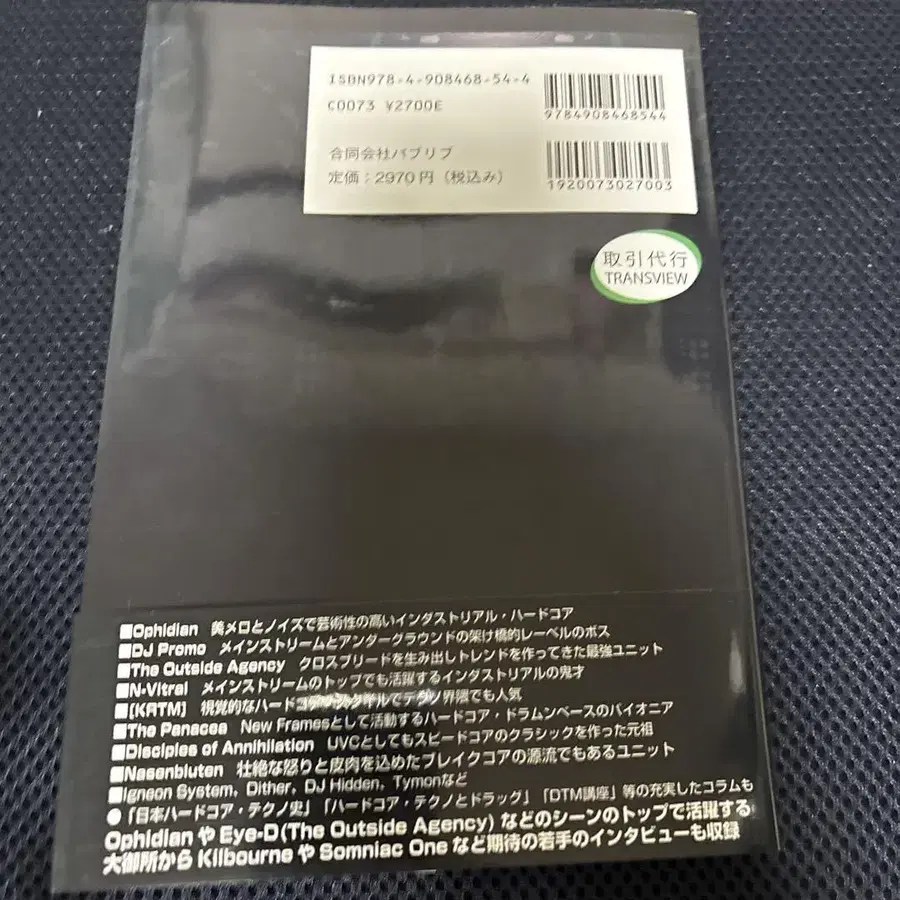 ISBN978-4-908468-54-4
C0073 ¥2700E
9784908468544
合同会社パブリブ
定価：2970円（税込み）
1920073027003
取引代行
TRANSVIEW
■Ophidian 美メロとノイズで芸術性の高いインダストリアル・ハードコア
■DJ Promo メインストリームとアンダーグラウンドの架け橋的レーベルのボス
■The Outside Agency クロスブリードを生み出しトレンドを作ってきた最強ユニット
■N-Vitral メインストリームのトップでも活躍するインダストリアルの鬼才
■[KRTM] 視覚的なハードコア 界隈でも人気
■The Panacea New Framesとして活動するハードコア・ドラムンベースのパイオニア
■Disciples of Annihilation UVCとしてもスピードコアのクラシックを作った元祖
■Nasenbluten 壮絶な怒りと皮肉を込めたブレイクコアの源流でもあるユニット
■Igneon System, Dither, DJ Hidden, Tymonなど
●「日本ハードコア・テクノ史」「ハードコア・テクノとドラッグ」「DTM講座」等の充実したコラムも
Ophidian や Eye-D(The Outside Agency) などのシーンのトップで活躍する
大御所から Kilbourne や Somniac One など期待の若手のインタビューも収録